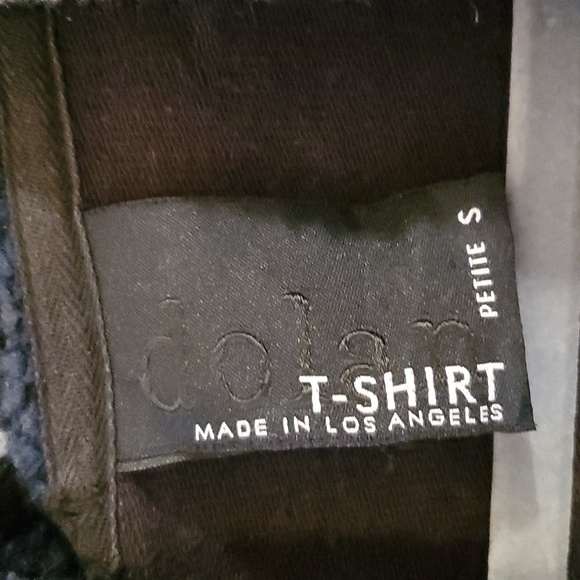 dolan
PETITE S
T-SHIRT
MADE IN LOS ANGELES